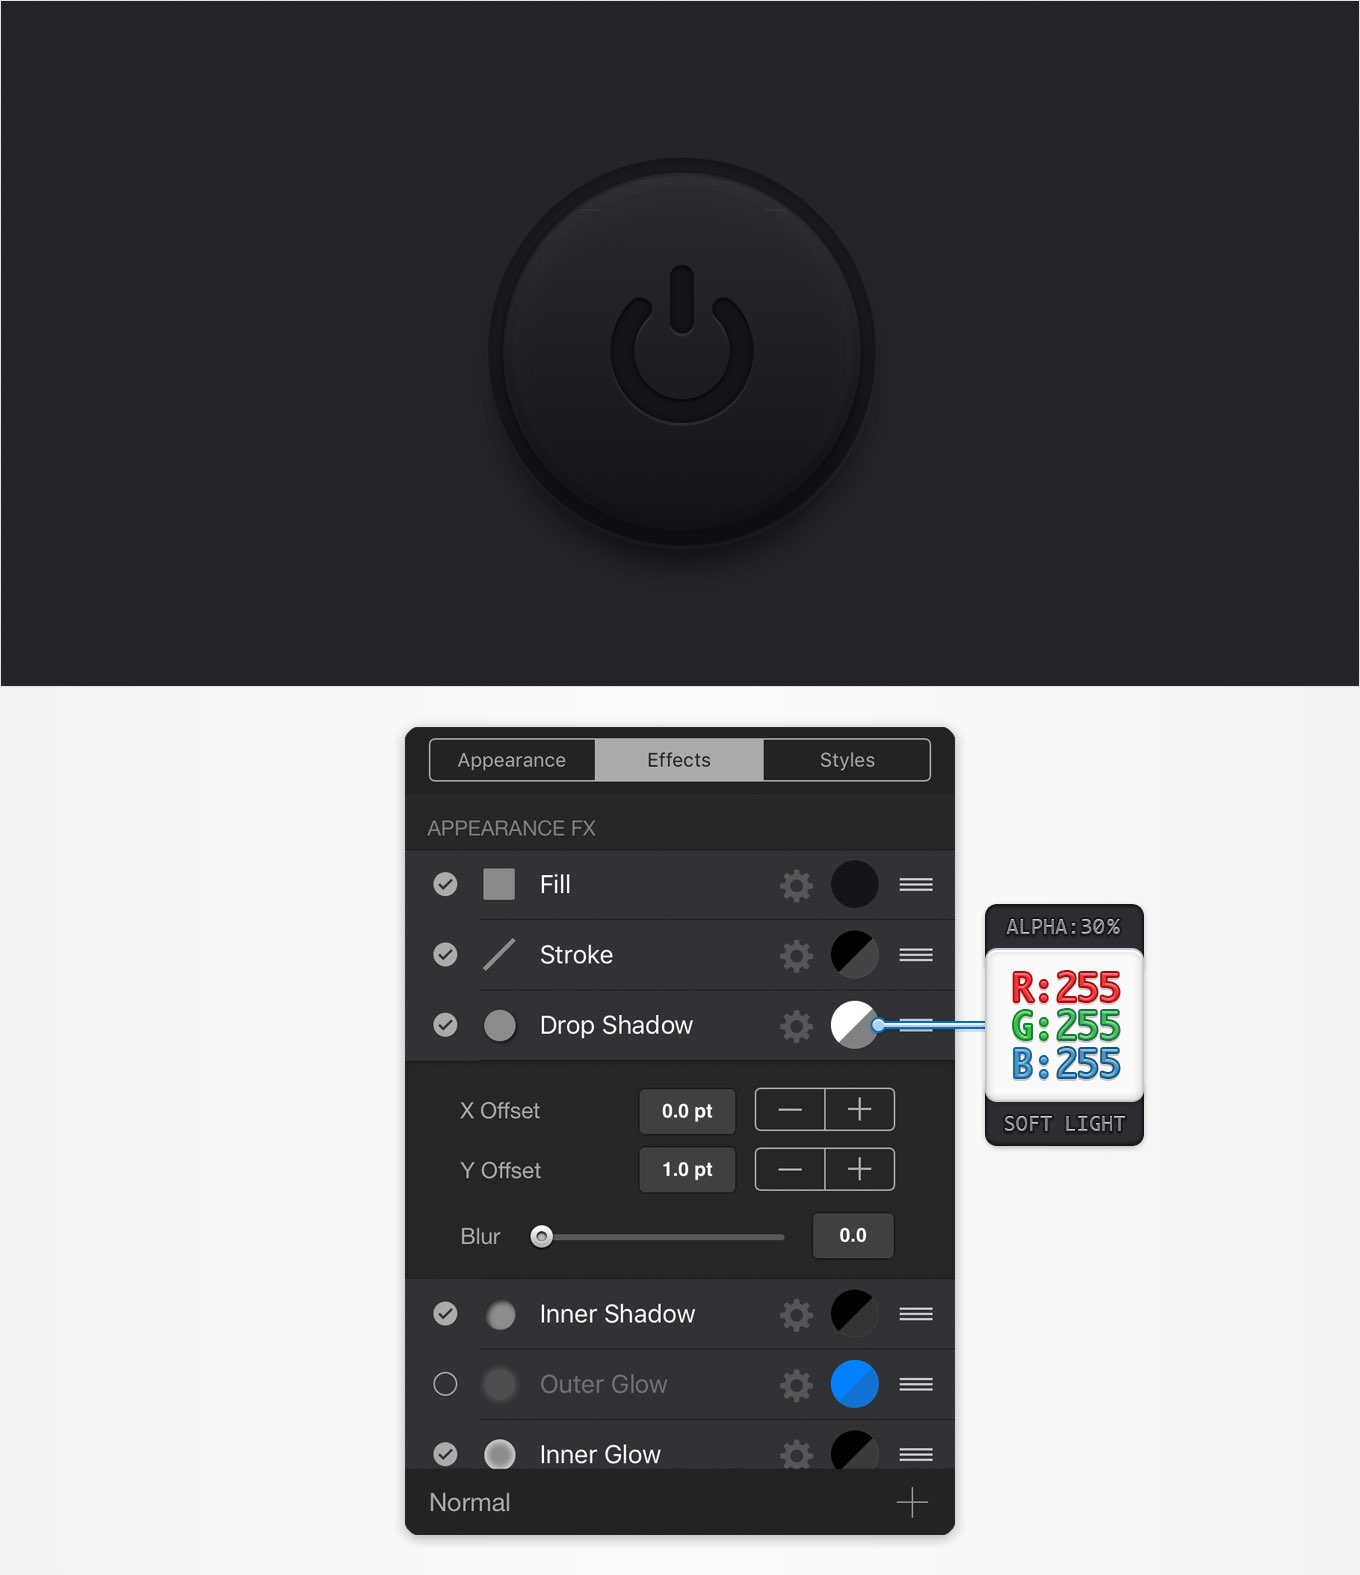 Appearance Effects Styles
APPEARANCE FX
Fill
Stroke
Drop Shadow
X Offset 0.0 pt
Y Offset 1.0 pt
Blur 0.0
Inner Shadow
Outer Glow
Inner Glow
Normal
ALPHA:30%
R:255
G:255
B:255
SOFT LIGHT